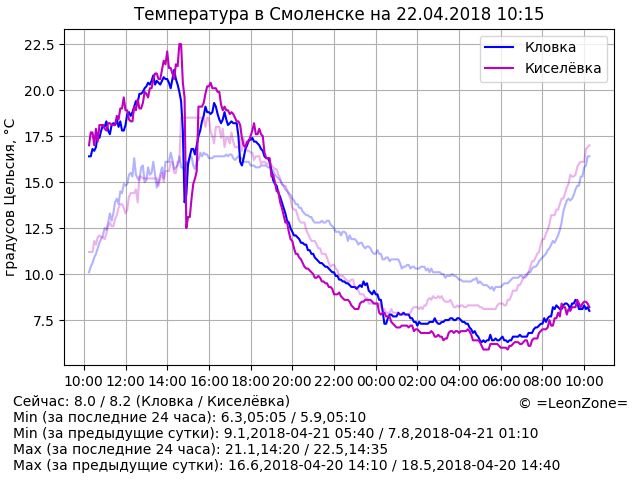 Температура в Смоленске на 22.04.2018 10:15
Кловка
Киселёвка
градусов Цельсия, °C
22.5
20.0
17.5
15.0
12.5
10.0
7.5
10:00 12:00 14:00 16:00 18:00 20:00 22:00 00:00 02:00 04:00 06:00 08:00 10:00
Сейчас: 8.0 / 8.2 (Кловка / Киселёвка)
© =LeonZone=
Min (за последние 24 часа): 6.3,05:05 / 5.9,05:10
Min (за предыдущие сутки): 9.1,2018-04-21 05:40 / 7.8,2018-04-21 01:10
Max (за последние 24 часа): 21.1,14:20 / 22.5,14:35
Max (за предыдущие сутки): 16.6,2018-04-20 14:10 / 18.5,2018-04-20 14:40